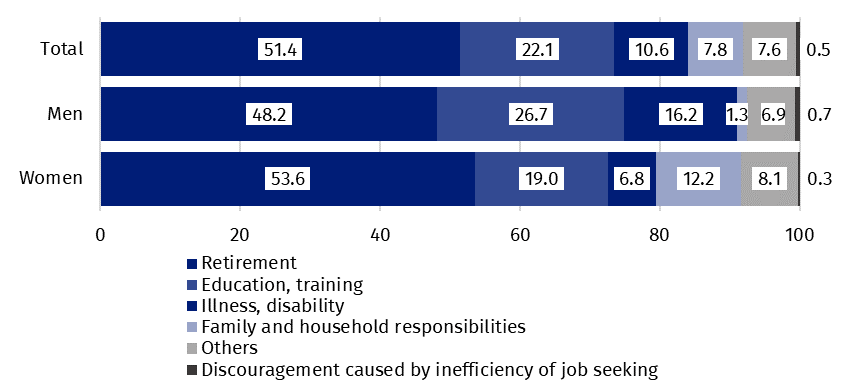 Total 51.4 22.1 10.6 7.8 7.6 0.5
Men 48.2 26.7 16.2 1.3 6.9 0.7
Women 53.6 19.0 6.8 12.2 8.1 0.3
0 20 40 60 80 100
Retirement
Education, training
Illness, disability
Family and household responsibilities
Others
Discouragement caused by inefficiency of job seeking